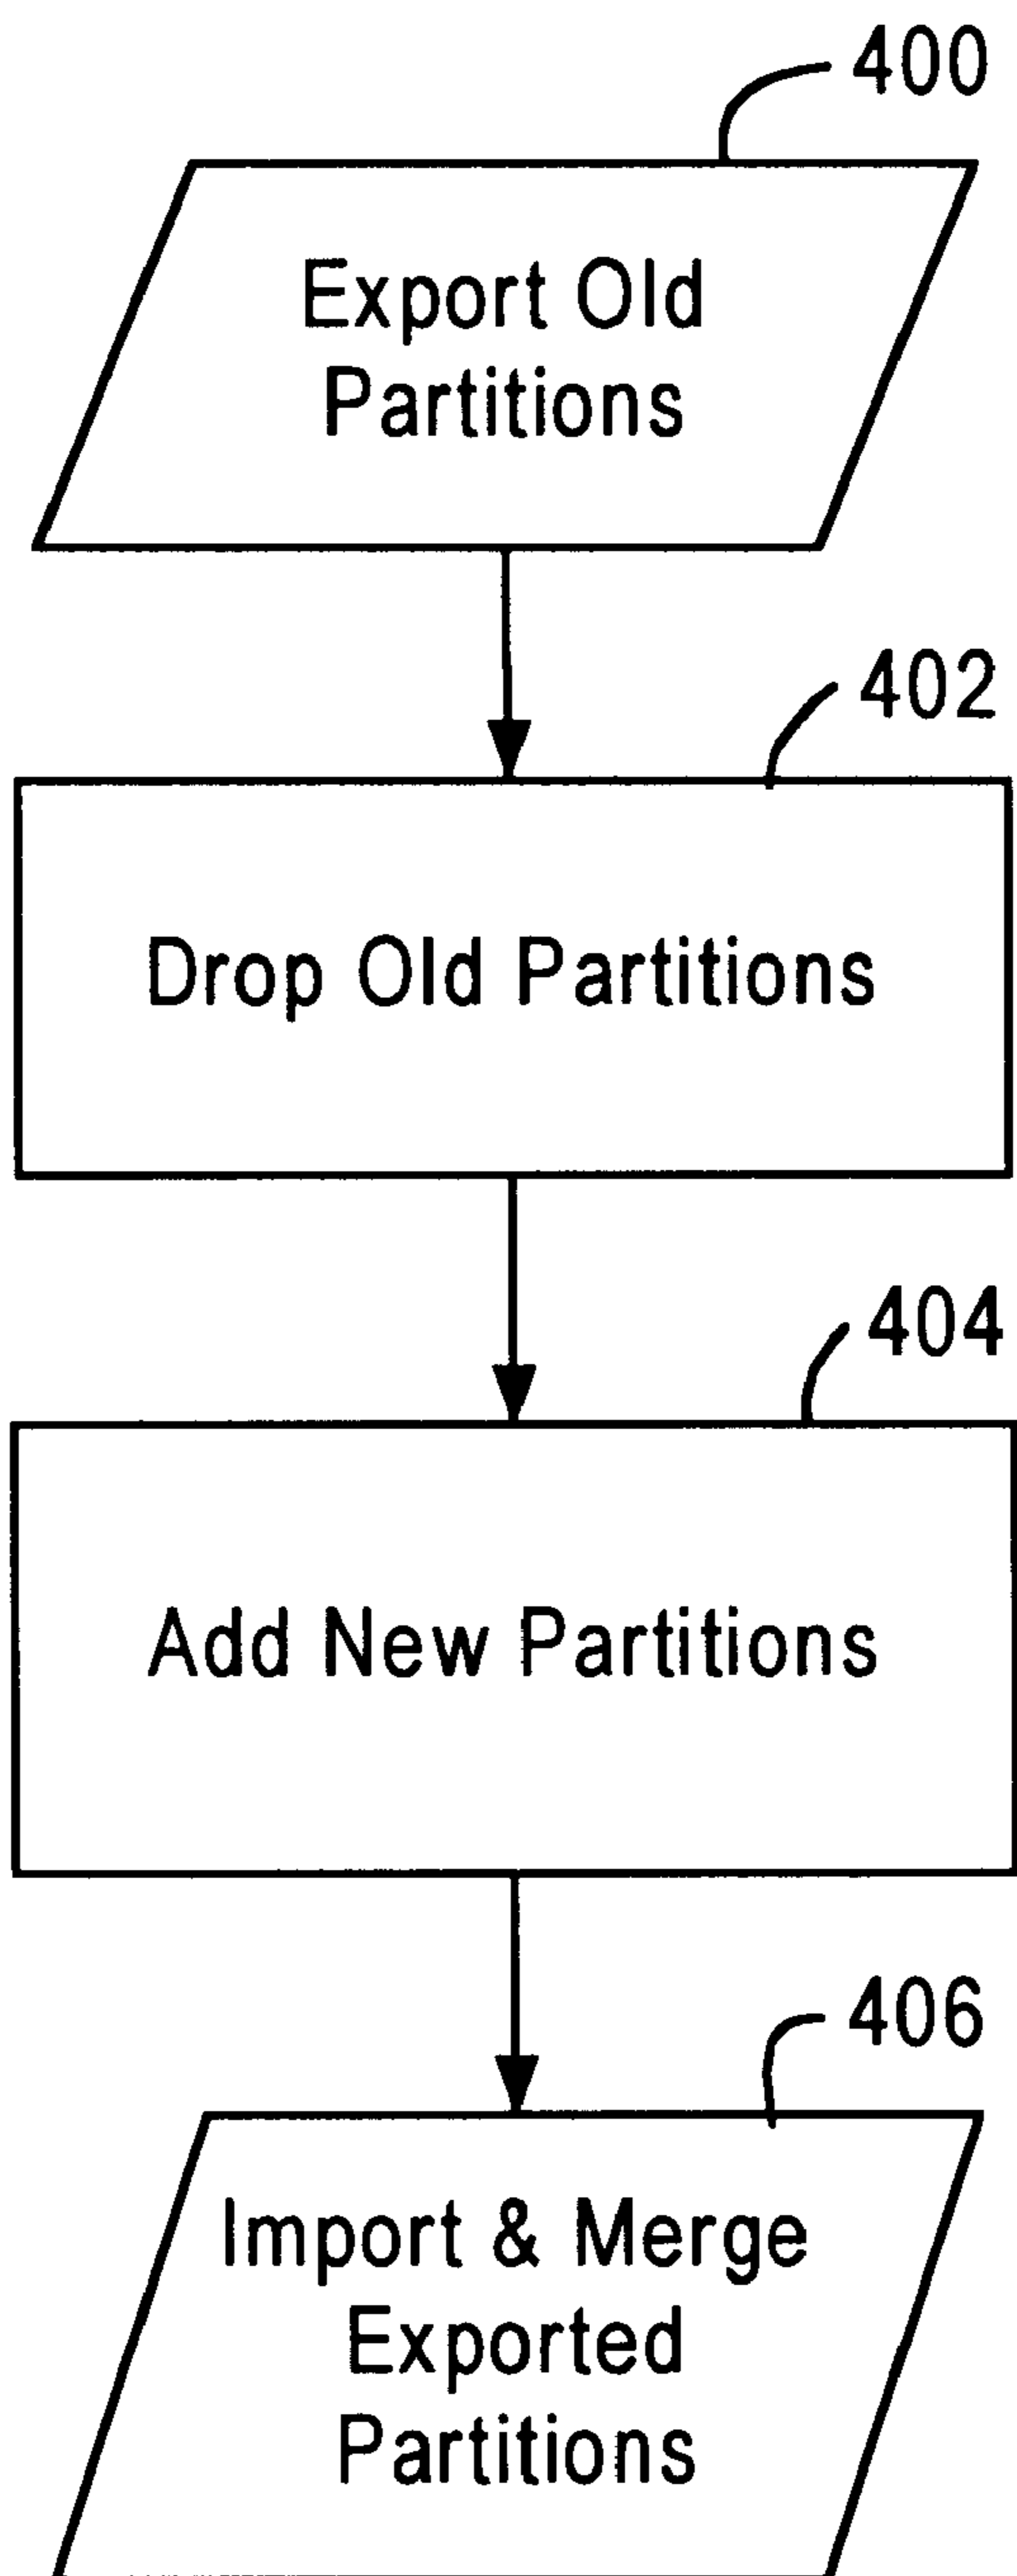 400
Export Old
Partitions
402
Drop Old Partitions
404
Add New Partitions
406
Import & Merge
Exported
Partitions